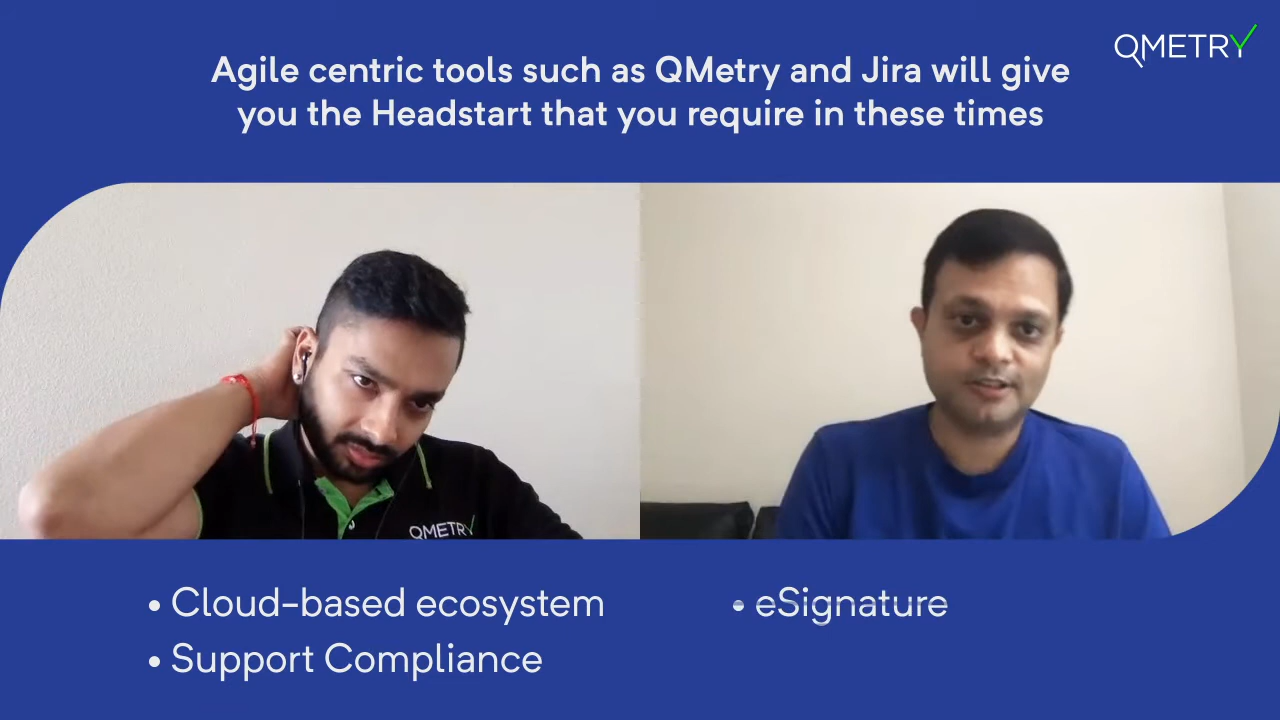 QMETRY
Agile centric tools such as QMetry and Jira will give
you the Headstart that you require in these times
QMETRY
• Cloud-based ecosystem
• eSignature
• Support Compliance